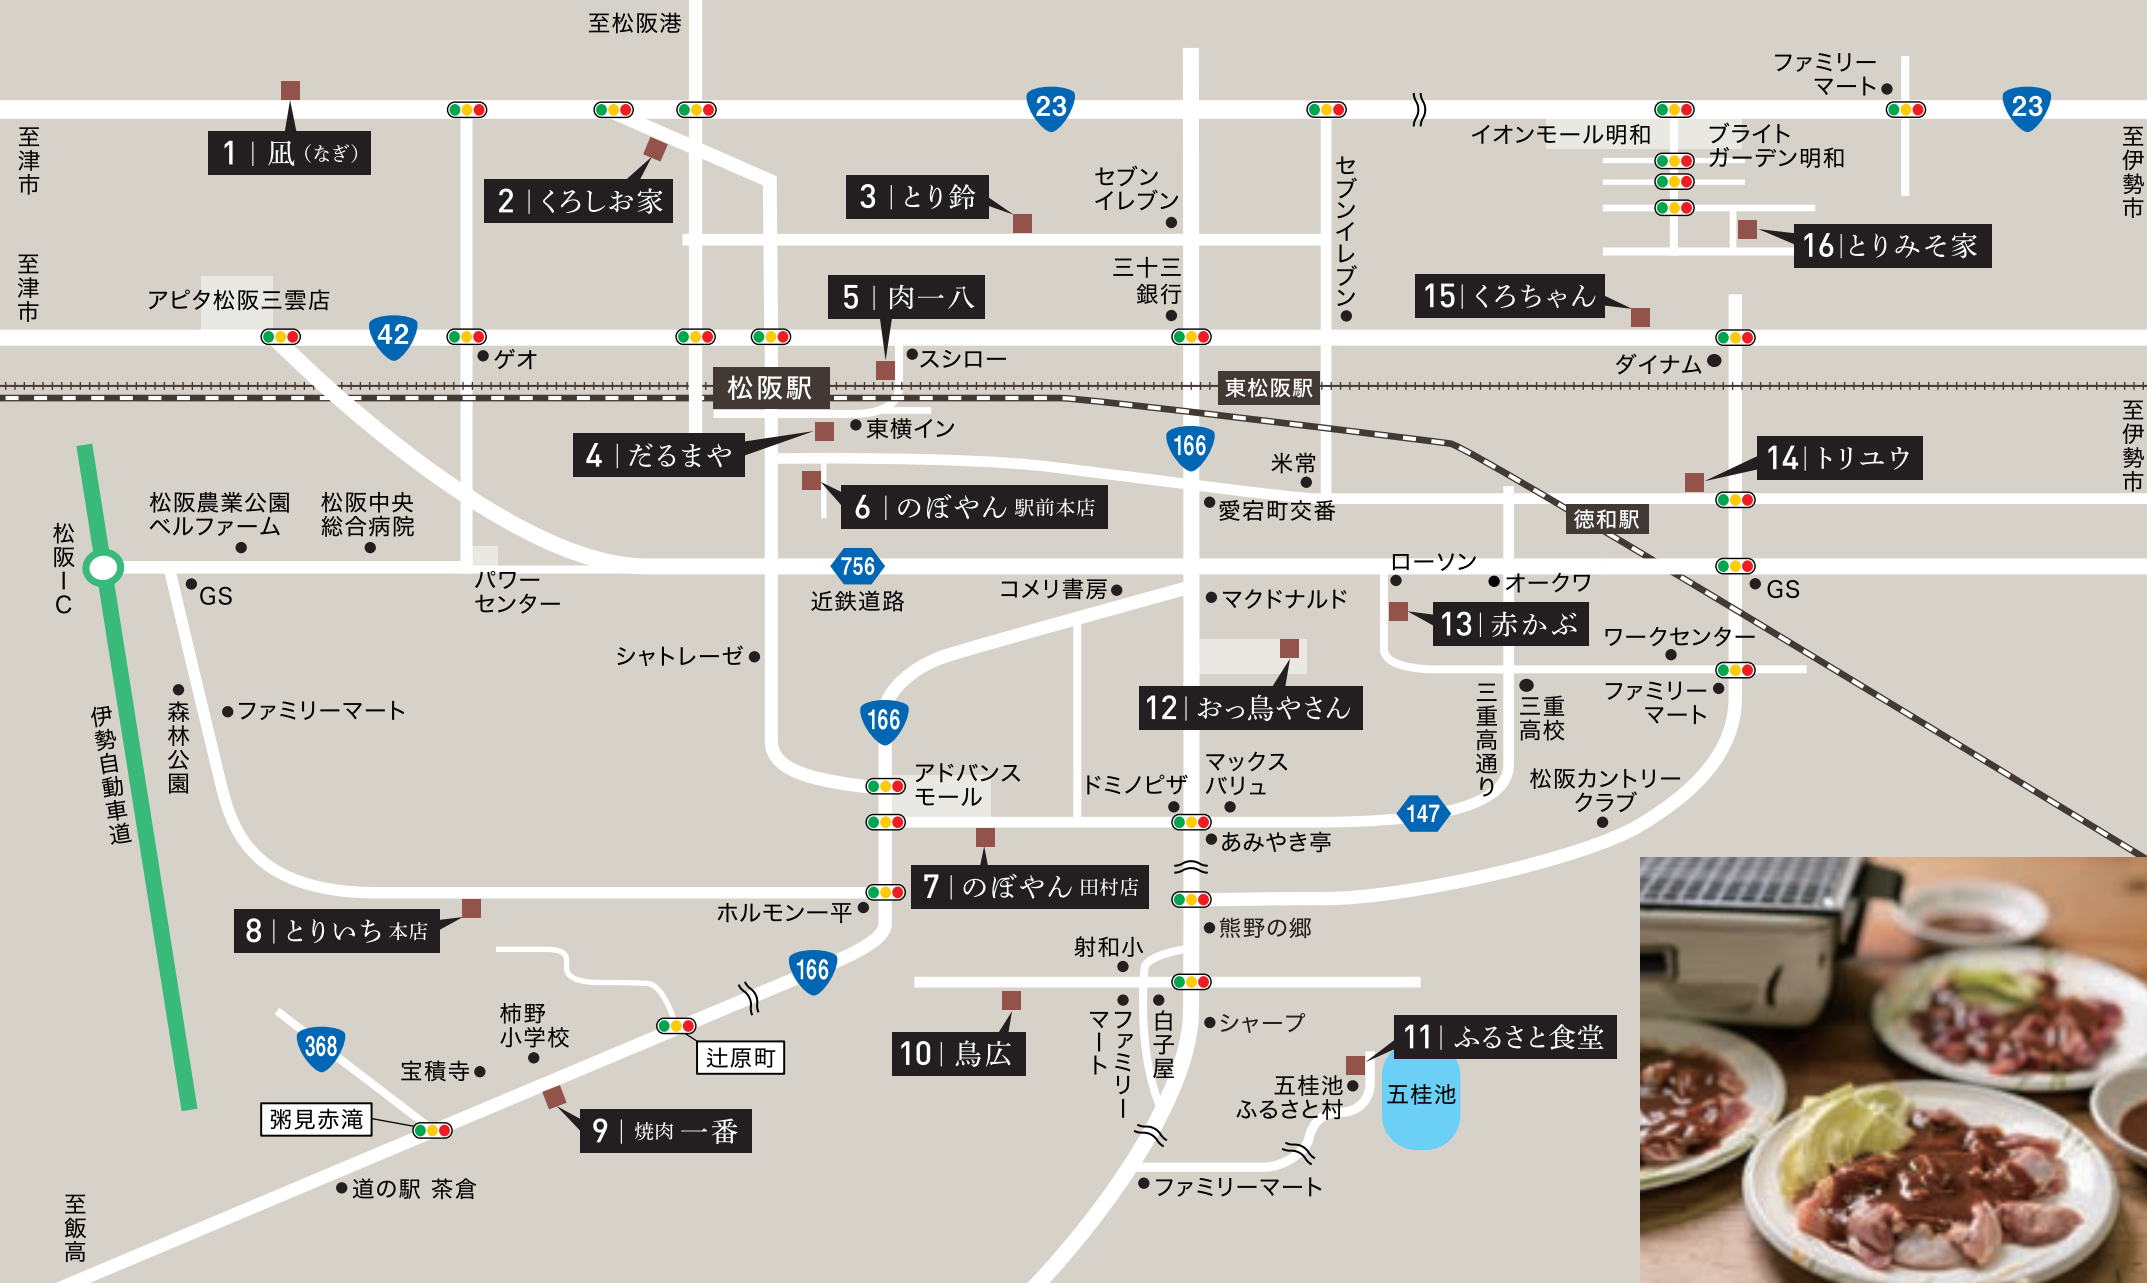 至松阪港
ファミリー
マート
23
23
1 | 凪（なぎ）
至津市
イオンモール明和
ブライト
ガーデン明和
至伊勢市
2 | くろしお家
3 | とり鈴
セブン
イレブン
セブンイレブン
16 | とりみそ家
至津市
アピタ松阪三雲店
5 | 肉一八
三十三
銀行
15 | くろちゃん
42
ゲオ
スシロー
ダイナム
松阪駅
東松阪駅
至伊勢市
東横イン
4 | だるまや
166
14 | トリユウ
米常
6 | のぼやん 駅前本店
愛宕町交番
徳和駅
松阪農業公園
ベルファーム
松阪中央
総合病院
松阪IC
GS
パワー
センター
756
近鉄道路
コメリ書房
マクドナルド
ローソン
オークワ
GS
13 | 赤かぶ
ワークセンター
シャトレーゼ
12 | おっ鳥やさん
ファミリー
マート
三重高通り
三重
高校
伊勢自動車道
森林公園
ファミリーマート
166
アドバンス
モール
ドミノピザ
マックス
バリュ
松阪カントリー
クラブ
147
あみやき亭
7 | のぼやん 田村店
8 | とりいち 本店
ホルモン一平
熊野の郷
射和小
166
ファミリー
マート
白子屋
シャープ
10 | 鳥広
11 | ふるさと食堂
五桂池
ふるさと村
五桂池
柿野
小学校
辻原町
368
宝積寺
粥見赤滝
9 | 焼肉 一番
道の駅 茶倉
ファミリーマート
至飯高